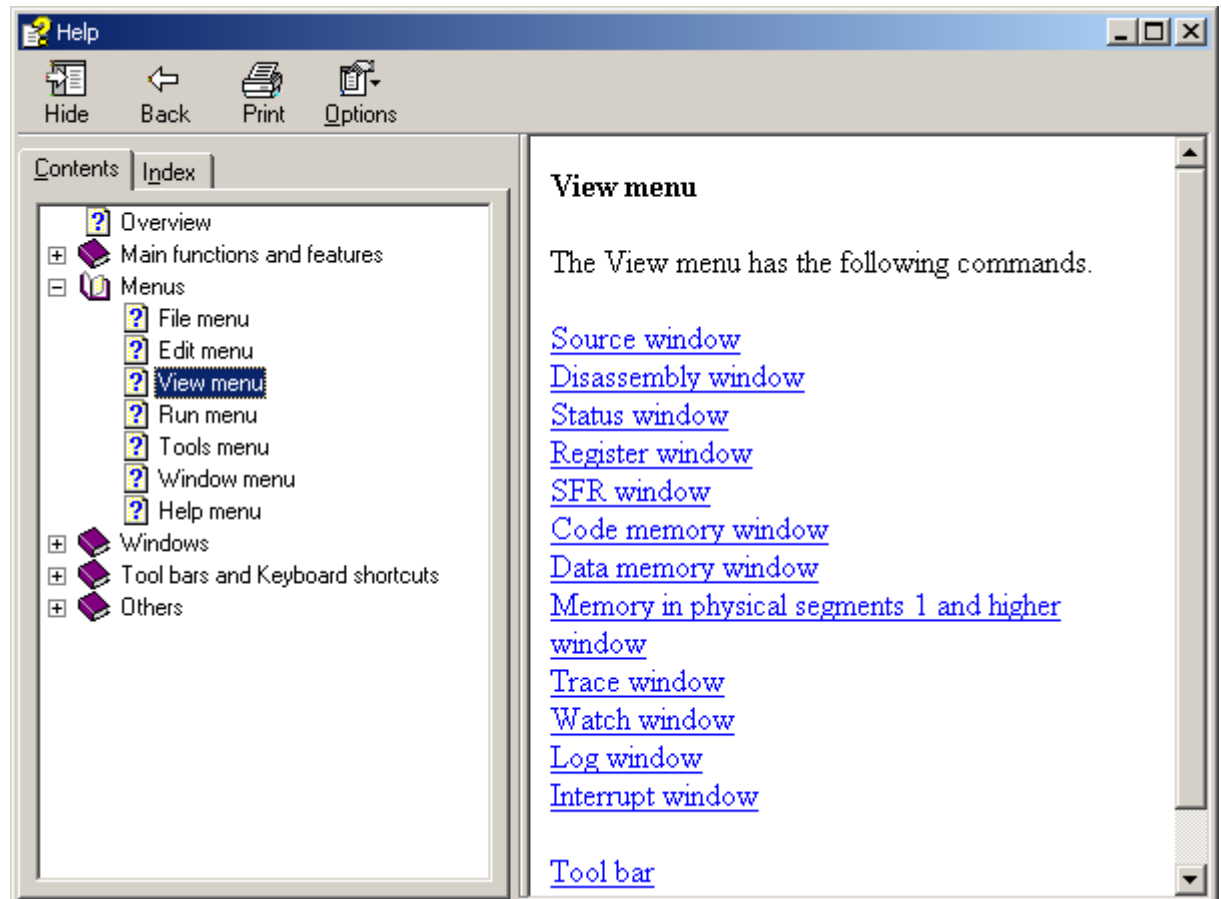 Help
Hide
Back
Print
Options
Contents
Index
Overview
Main functions and features
Menus
File menu
Edit menu
View menu
Run menu
Tools menu
Window menu
Help menu
Windows
Tool bars and Keyboard shortcuts
Others
View menu
The View menu has the following commands.
Source window
Disassembly window
Status window
Register window
SFR window
Code memory window
Data memory window
Memory in physical segments 1 and higher
window
Trace window
Watch window
Log window
Interrupt window
Tool bar